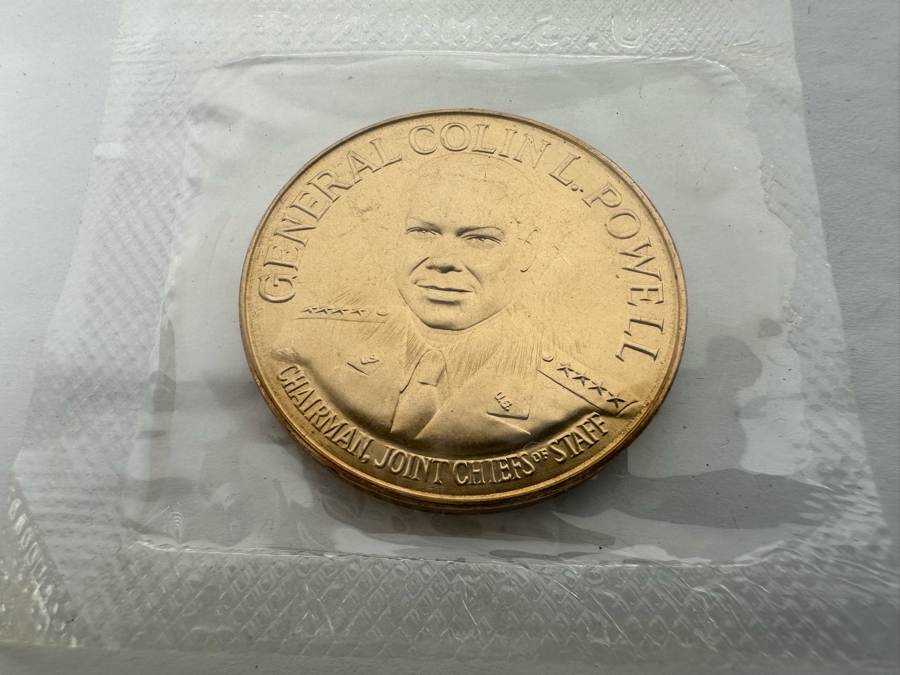 GENERAL COLIN L. POWELL
U.S.
CHAIRMAN, JOINT CHIEFS OF STAFF